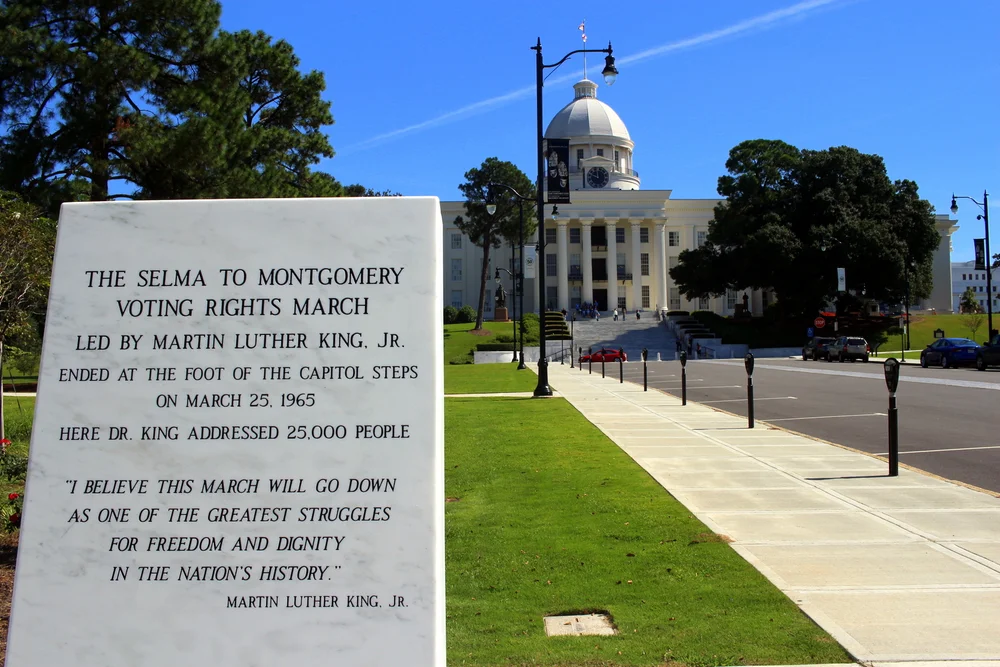 THE SELMA TO MONTGOMERY
VOTING RIGHTS MARCH
LED BY MARTIN LUTHER KING, JR.
ENDED AT THE FOOT OF THE CAPITOL STEPS
ON MARCH 25, 1965
HERE DR. KING ADDRESSED 25,000 PEOPLE
"I BELIEVE THIS MARCH WILL GO DOWN
AS ONE OF THE GREATEST STRUGGLES
FOR FREEDOM AND DIGNITY
IN THE NATION'S HISTORY."
MARTIN LUTHER KING, JR.
STOP